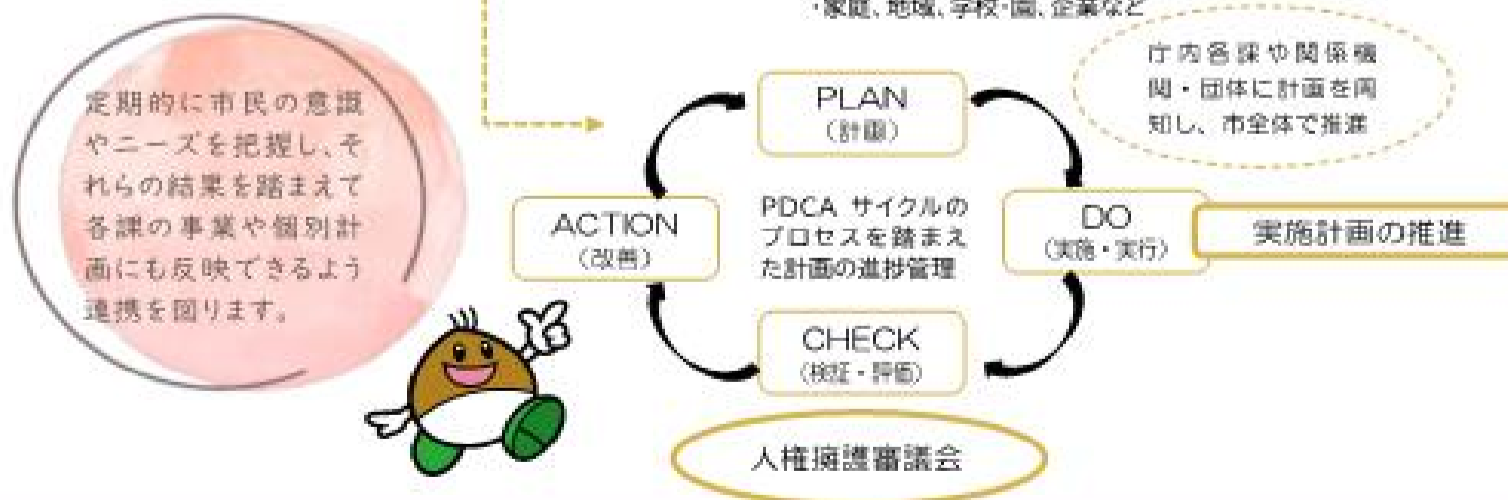 ・家庭、地域、学校・園、企業など
庁内各課や関係機
関・団体に計画を周
知し、市全体で推進
定期的に市民の意識
やニーズを把握し、そ
れらの結果を踏まえて
各課の事業や個別計
画にも反映できるよう
連携を図ります。
PLAN
（計画）
ACTION
（改善）
PDCA サイクルの
プロセスを踏まえ
た計画の進捗管理
DO
（実施・実行）
実施計画の推進
CHECK
（検証・評価）
人権擁護審議会